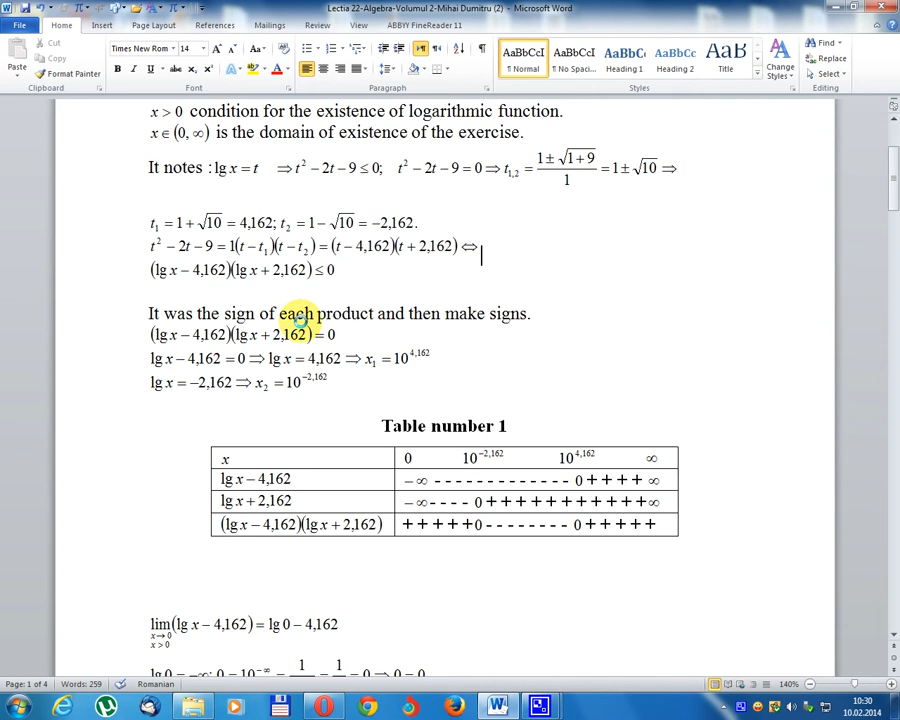 Lectia 22-Algebra-Volumul 2-Mihai Dumitru (2) - Microsoft Word
File Home Insert Page Layout References Mailings Review View ABBYY FineReader 11
Paste Cut Copy Format Painter
Times New Rom 14
AaBbCcI AaBbCcI AaBbC AaBbCc AaB
¶ Normal ¶ No Spaci... Heading 1 Heading 2 Title
Change Styles
Find Replace Select
Clipboard Font Paragraph Styles Editing
x > 0 condition for the existence of logarithmic function.
x ∈ (0, ∞) is the domain of existence of the exercise.
It notes : lg x = t ⇒ t² − 2t − 9 ≤ 0; t² − 2t − 9 = 0 ⇒ t₁,₂ = (1 ± √(1+9))/1 = 1 ± √10 ⇒
t₁ = 1 + √10 = 4,162; t₂ = 1 − √10 = −2,162.
t² − 2t − 9 = 1(t − t₁)(t − t₂) = (t − 4,162)(t + 2,162) ⇔
(lg x − 4,162)(lg x + 2,162) ≤ 0
It was the sign of each product and then make signs.
(lg x − 4,162)(lg x + 2,162) = 0
lg x − 4,162 = 0 ⇒ lg x = 4,162 ⇒ x₁ = 10^4,162
lg x = −2,162 ⇒ x₂ = 10^−2,162
Table number 1
x 0 10^−2,162 10^4,162 ∞
lg x − 4,162 −∞ - - - - - - - - - - - - - 0 + + + + ∞
lg x + 2,162 −∞ - - - - 0 + + + + + + + + + + + ∞
(lg x − 4,162)(lg x + 2,162) + + + + + 0 - - - - - - - - 0 + + + + +
lim (lg x − 4,162) = lg 0 − 4,162
x→0
x>0
Page: 1 of 4 Words: 259 Romanian 140%
10:30
10.02.2014